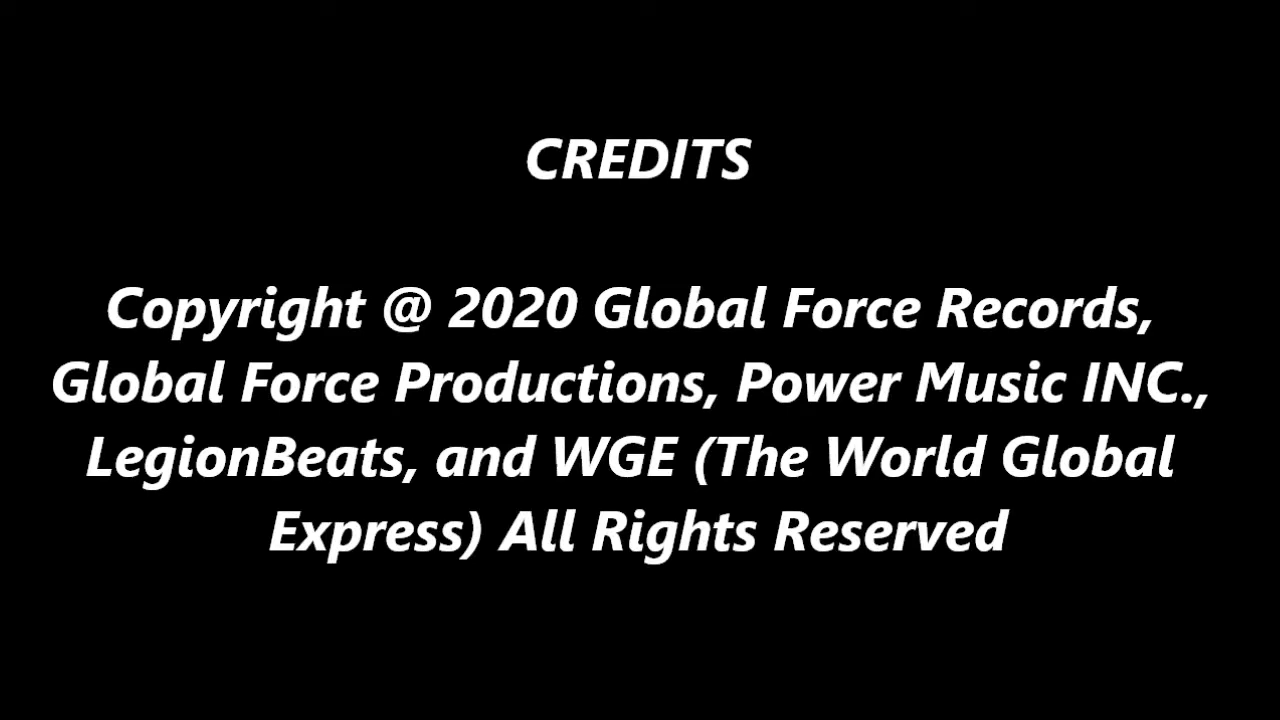 CREDITS
Copyright @ 2020 Global Force Records,
Global Force Productions, Power Music INC.,
LegionBeats, and WGE (The World Global
Express) All Rights Reserved